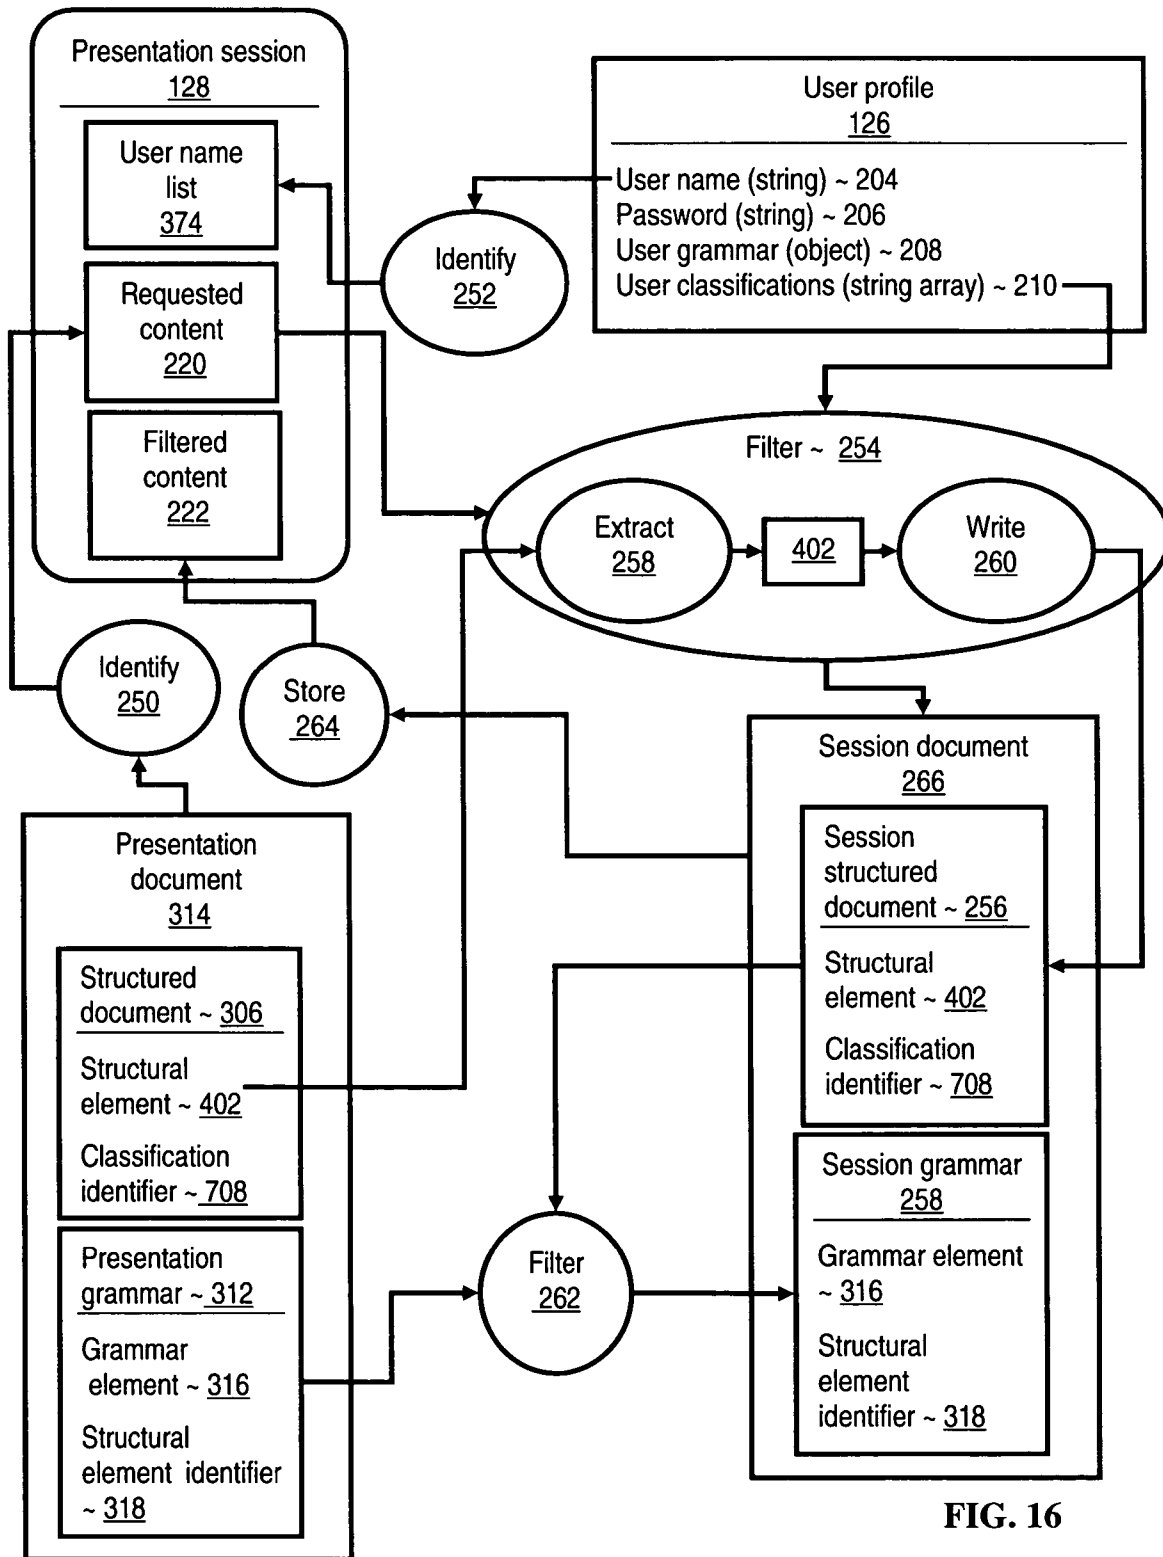 Presentation session
128
User name
list
374
Requested
content
220
Filtered
content
222
User profile
126
User name (string) ~ 204
Password (string) ~ 206
User grammar (object) ~ 208
User classifications (string array) ~ 210
Identify
252
Filter ~ 254
Extract
258
402
Write
260
Identify
250
Store
264
Presentation
document
314
Structured
document ~ 306
Structural
element ~ 402
Classification
identifier ~ 708
Presentation
grammar ~ 312
Grammar
element ~ 316
Structural
element identifier
~ 318
Filter
262
Session document
266
Session
structured
document ~ 256
Structural
element ~ 402
Classification
identifier ~ 708
Session grammar
258
Grammar element
~ 316
Structural
element
identifier ~ 318
FIG. 16